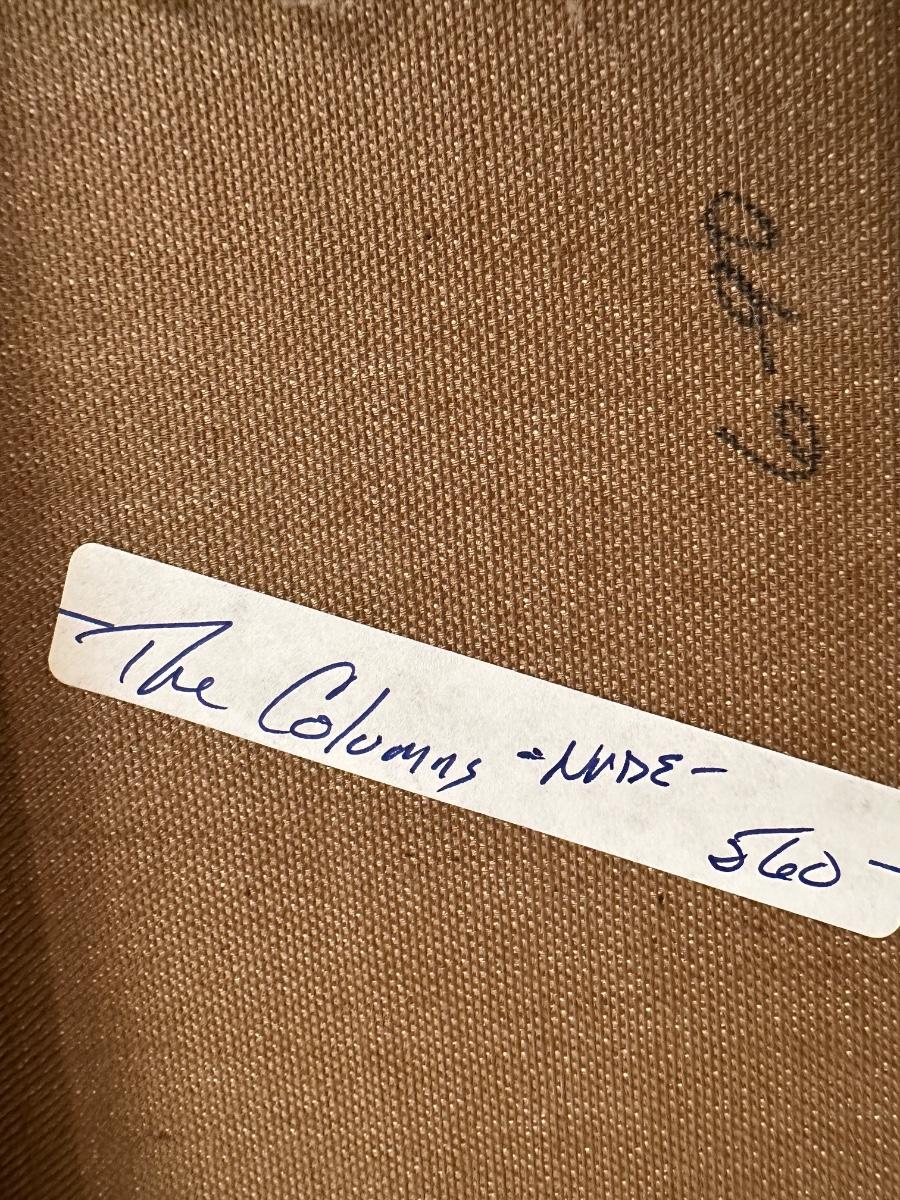 The Columns -NUDE-
560 -